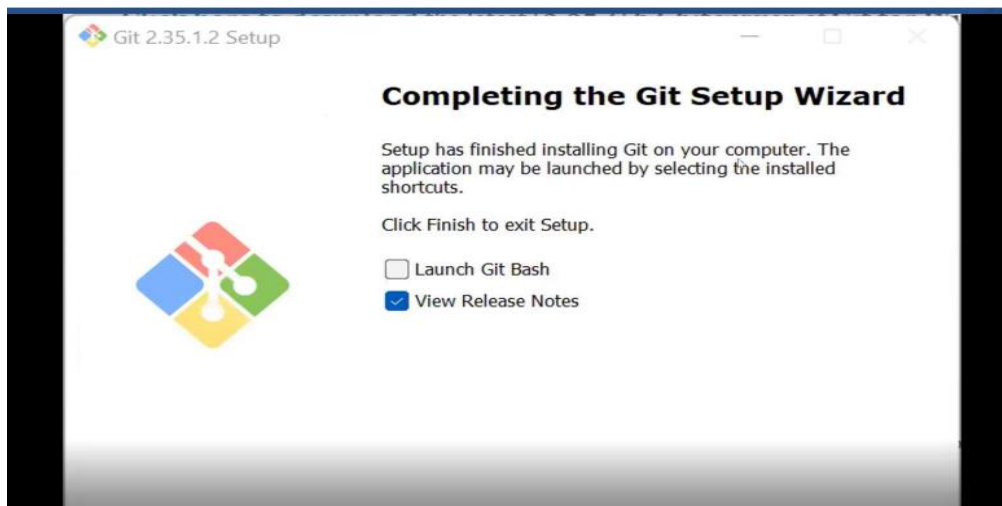 Git 2.35.1.2 Setup
Completing the Git Setup Wizard
Setup has finished installing Git on your computer. The
application may be launched by selecting the installed
shortcuts.
Click Finish to exit Setup.
Launch Git Bash
View Release Notes